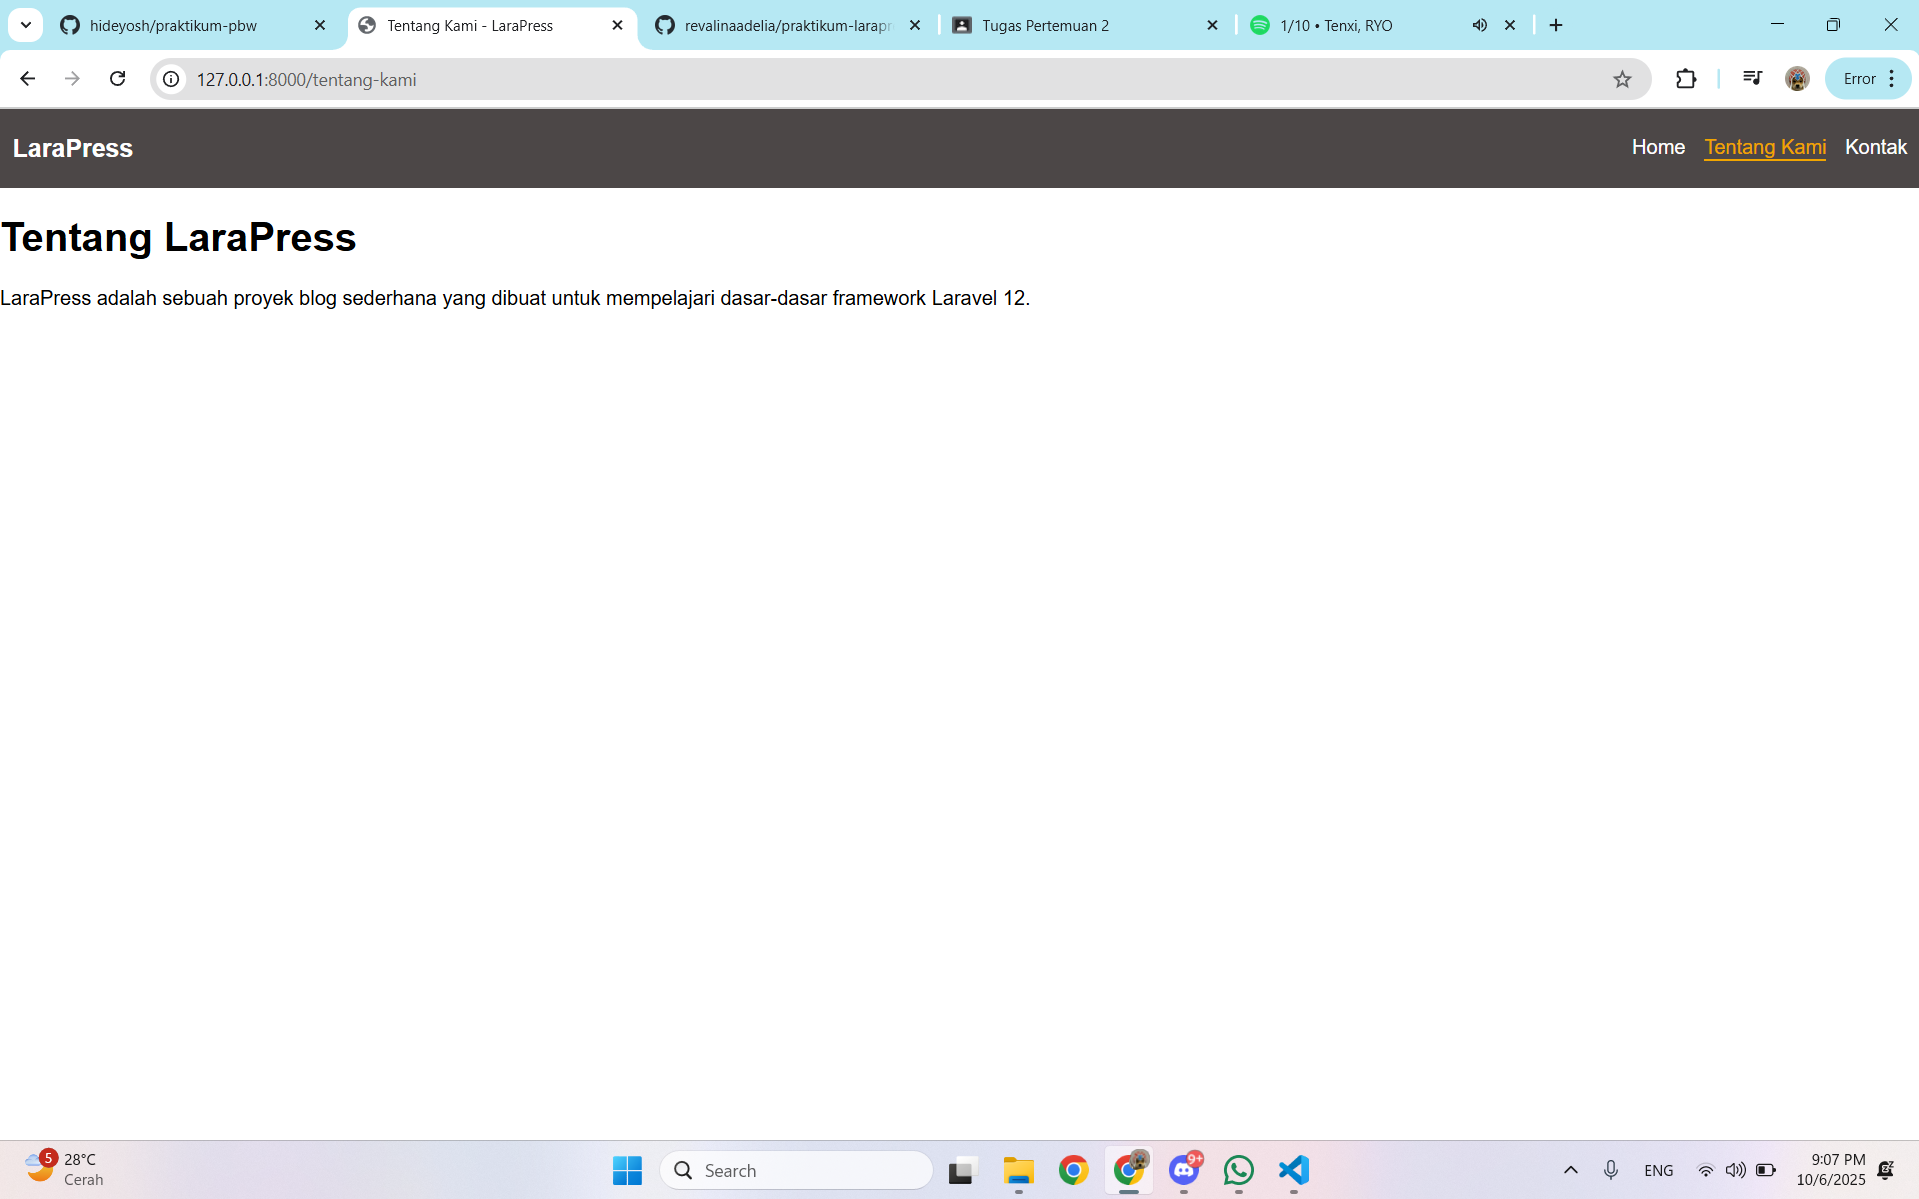 hideyosh/praktikum-pbw
Tentang Kami - LaraPress
revalinaadelia/praktikum-larapr
Tugas Pertemuan 2
1/10 • Tenxi, RYO
127.0.0.1:8000/tentang-kami
Error
LaraPress
Home Tentang Kami Kontak
Tentang LaraPress
LaraPress adalah sebuah proyek blog sederhana yang dibuat untuk mempelajari dasar-dasar framework Laravel 12.
5
28°C
Cerah
Search
9+
ENG
9:07 PM
10/6/2025